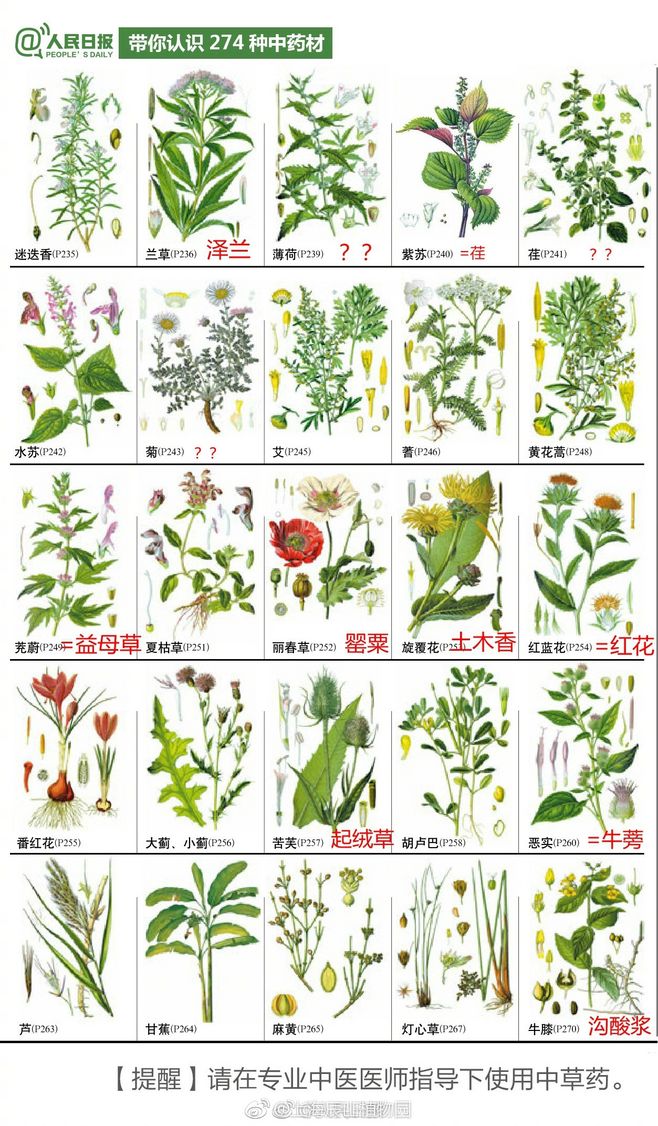 @人民日报 带你认识 274 种中药材
PEOPLE'S DAILY
迷迭香(P235) 兰草(P236) 泽兰 薄荷(P239) ？？ 紫苏(P240) =荏 荏(P241) ？？
水苏(P242) 菊(P243) ？？ 艾(P245) 蓍(P246) 黄花蒿(P248)
茺蔚(P249) =益母草 夏枯草(P251) 丽春草(P252) 罂粟 旋覆花 土木香 红蓝花(P254) =红花
番红花(P255) 大蓟、小蓟(P256) 苦芙(P257) 起绒草 胡卢巴(P258) 恶实(P260) =牛蒡
芦(P263) 甘蕉(P264) 麻黄(P265) 灯心草(P267) 牛膝(P270) 沟酸浆
【提醒】请在专业中医医师指导下使用中草药。
@上海辰山植物园